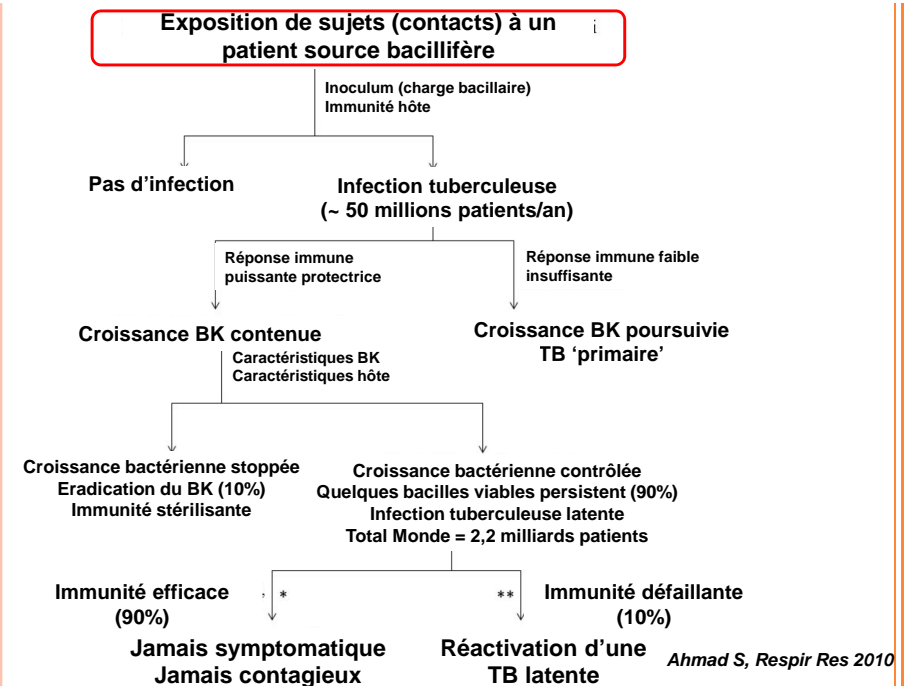 Exposition de sujets (contacts) à un
patient source bacillifère
Inoculum (charge bacillaire)
Immunité hôte
Pas d'infection
Infection tuberculeuse
(~ 50 millions patients/an)
Réponse immune
puissante protectrice
Réponse immune faible
insuffisante
Croissance BK contenue
Croissance BK poursuivie
TB 'primaire'
Caractéristiques BK
Caractéristiques hôte
Croissance bactérienne stoppée
Eradication du BK (10%)
Immunité stérilisante
Croissance bactérienne contrôlée
Quelques bacilles viables persistent (90%)
Infection tuberculeuse latente
Total Monde = 2,2 milliards patients
Immunité efficace
(90%)
*
**
Immunité défaillante
(10%)
Jamais symptomatique
Jamais contagieux
Réactivation d'une
TB latente
Ahmad S, Respir Res 2010